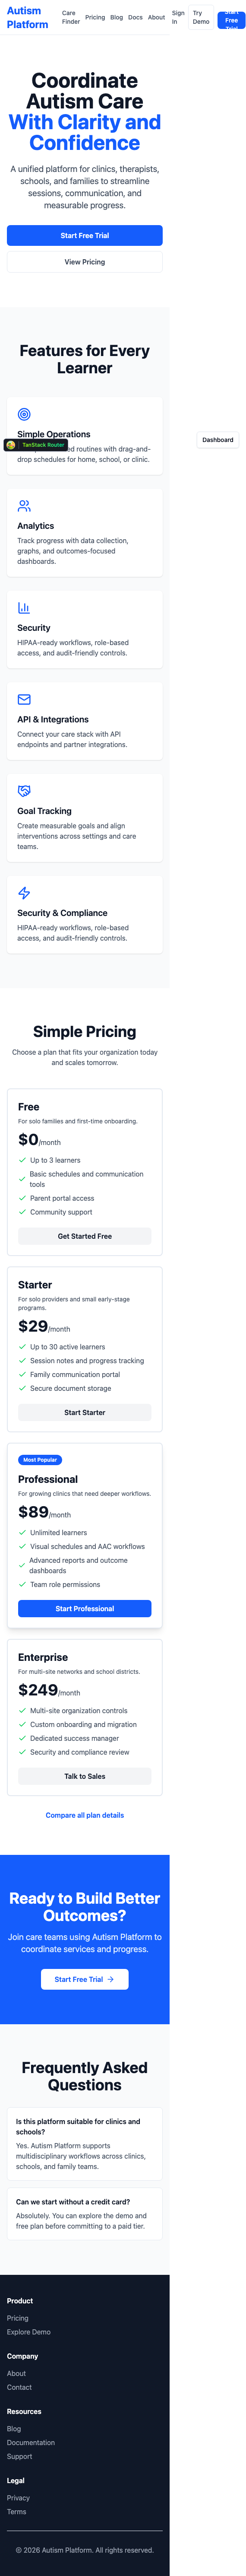 Autism
Platform
Care
Finder
Pricing
Blog
Docs
About
Sign
In
Try
Demo
Start
Free
Trial
Coordinate
Autism Care
With Clarity and
Confidence
A unified platform for clinics, therapists,
schools, and families to streamline
sessions, communication, and
measurable progress.
Start Free Trial
View Pricing
Features for Every
Learner
Simple Operations
TanStack Router
ed routines with drag-and-
drop schedules for home, school, or clinic.
Dashboard
Analytics
Track progress with data collection,
graphs, and outcomes-focused
dashboards.
Security
HIPAA-ready workflows, role-based
access, and audit-friendly controls.
API & Integrations
Connect your care stack with API
endpoints and partner integrations.
Goal Tracking
Create measurable goals and align
interventions across settings and care
teams.
Security & Compliance
HIPAA-ready workflows, role-based
access, and audit-friendly controls.
Simple Pricing
Choose a plan that fits your organization today
and scales tomorrow.
Free
For solo families and first-time onboarding.
$0/month
Up to 3 learners
Basic schedules and communication
tools
Parent portal access
Community support
Get Started Free
Starter
For solo providers and small early-stage
programs.
$29/month
Up to 30 active learners
Session notes and progress tracking
Family communication portal
Secure document storage
Start Starter
Most Popular
Professional
For growing clinics that need deeper workflows.
$89/month
Unlimited learners
Visual schedules and AAC workflows
Advanced reports and outcome
dashboards
Team role permissions
Start Professional
Enterprise
For multi-site networks and school districts.
$249/month
Multi-site organization controls
Custom onboarding and migration
Dedicated success manager
Security and compliance review
Talk to Sales
Compare all plan details
Ready to Build Better
Outcomes?
Join care teams using Autism Platform to
coordinate services and progress.
Start Free Trial
Frequently Asked
Questions
Is this platform suitable for clinics and
schools?
Yes. Autism Platform supports
multidisciplinary workflows across clinics,
schools, and family teams.
Can we start without a credit card?
Absolutely. You can explore the demo and
free plan before committing to a paid tier.
Product
Pricing
Explore Demo
Company
About
Contact
Resources
Blog
Documentation
Support
Legal
Privacy
Terms
© 2026 Autism Platform. All rights reserved.